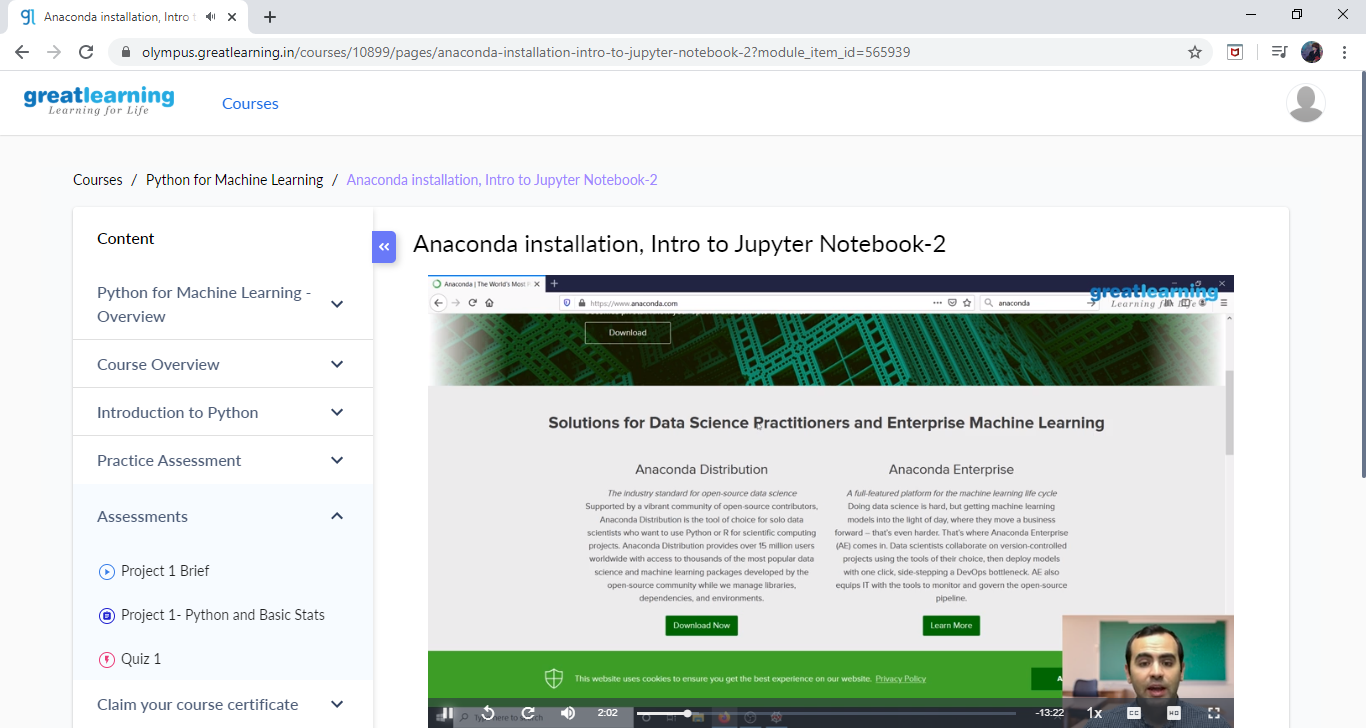 Anaconda installation, Intro t
olympus.greatlearning.in/courses/10899/pages/anaconda-installation-intro-to-jupyter-notebook-2?module_item_id=565939
greatlearning
Learning for Life
Courses
Courses / Python for Machine Learning / Anaconda installation, Intro to Jupyter Notebook-2
Content
Python for Machine Learning -
Overview
Course Overview
Introduction to Python
Practice Assessment
Assessments
Project 1 Brief
Project 1- Python and Basic Stats
Quiz 1
Claim your course certificate
Anaconda installation, Intro to Jupyter Notebook-2
Anaconda | The World's Most P
https://www.anaconda.com
anaconda
greatlearning
Learning for Life
Download
Solutions for Data Science Practitioners and Enterprise Machine Learning
Anaconda Distribution
The industry standard for open-source data science
Supported by a vibrant community of open-source contributors,
Anaconda Distribution is the tool of choice for solo data
scientists who want to use Python or R for scientific computing
projects. Anaconda Distribution provides over 15 million users
worldwide with access to thousands of the most popular data
science and machine learning packages developed by the
open-source community while we manage libraries,
dependencies, and environments.
Download Now
Anaconda Enterprise
A full-featured platform for the machine learning life cycle
Doing data science is hard, but getting machine learning
models into the light of day, where they move a business
forward – that's even harder. That's where Anaconda Enterprise
(AE) comes in. Data scientists collaborate on version-controlled
projects using the tools of their choice, then deploy models
with one click, side-stepping a DevOps bottleneck. AE also
equips IT with the tools to monitor and govern the open-source
pipeline.
Learn More
This website uses cookies to ensure you get the best experience on our website. Privacy Policy
A
here to search
2:02
-13:22
1x
CC
HD